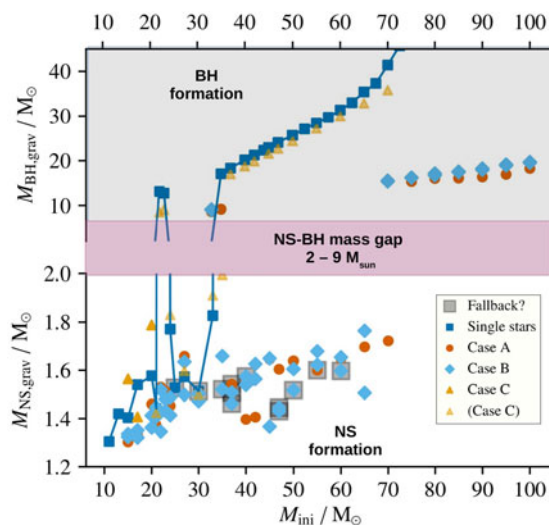 10 20 30 40 50 60 70 80 90 100
BH
formation
40
30
20
10
M_BH,grav / M_⊙
NS-BH mass gap
2 – 9 M_sun
2.0
1.8
1.6
1.4
1.2
M_NS,grav / M_⊙
Fallback?
Single stars
Case A
Case B
Case C
(Case C)
NS
formation
10 20 30 40 50 60 70 80 90 100
M_ini / M_⊙